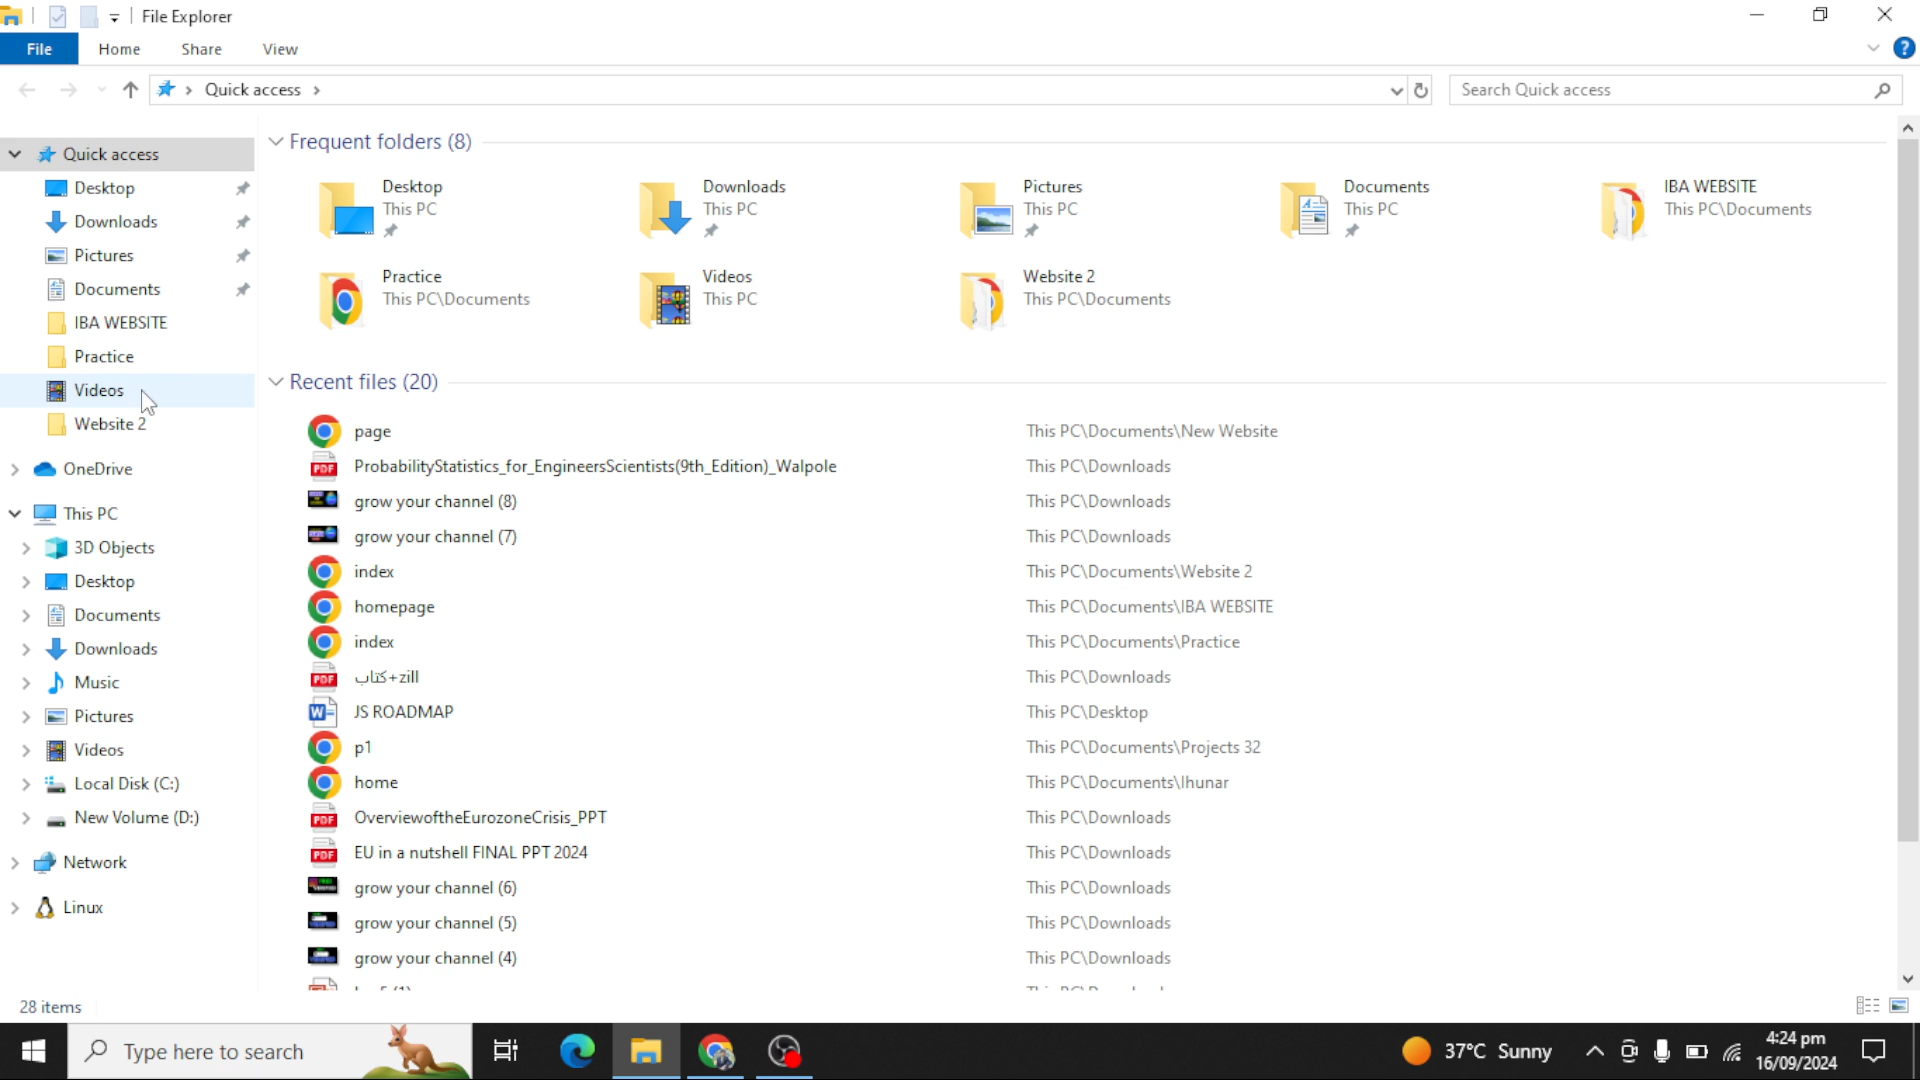 File Explorer
File Home Share View
Quick access
Search Quick access
Quick access
Desktop
Downloads
Pictures
Documents
IBA WEBSITE
Practice
Videos
Website 2
OneDrive
This PC
3D Objects
Desktop
Documents
Downloads
Music
Pictures
Videos
Local Disk (C:)
New Volume (D:)
Network
Linux
Frequent folders (8)
Desktop
This PC
Downloads
This PC
Pictures
This PC
Documents
This PC
IBA WEBSITE
This PC\Documents
Practice
This PC\Documents
Videos
This PC
Website 2
This PC\Documents
Recent files (20)
page This PC\Documents\New Website
ProbabilityStatistics_for_EngineersScientists(9th_Edition)_Walpole This PC\Downloads
grow your channel (8) This PC\Downloads
grow your channel (7) This PC\Downloads
index This PC\Documents\Website 2
homepage This PC\Documents\IBA WEBSITE
index This PC\Documents\Practice
كتاب+zill This PC\Downloads
JS ROADMAP This PC\Desktop
p1 This PC\Documents\Projects 32
home This PC\Documents\Ihunar
OverviewoftheEurozoneCrisis_PPT This PC\Downloads
EU in a nutshell FINAL PPT 2024 This PC\Downloads
grow your channel (6) This PC\Downloads
grow your channel (5) This PC\Downloads
grow your channel (4) This PC\Downloads
28 items
Type here to search
37°C Sunny
4:24 pm
16/09/2024